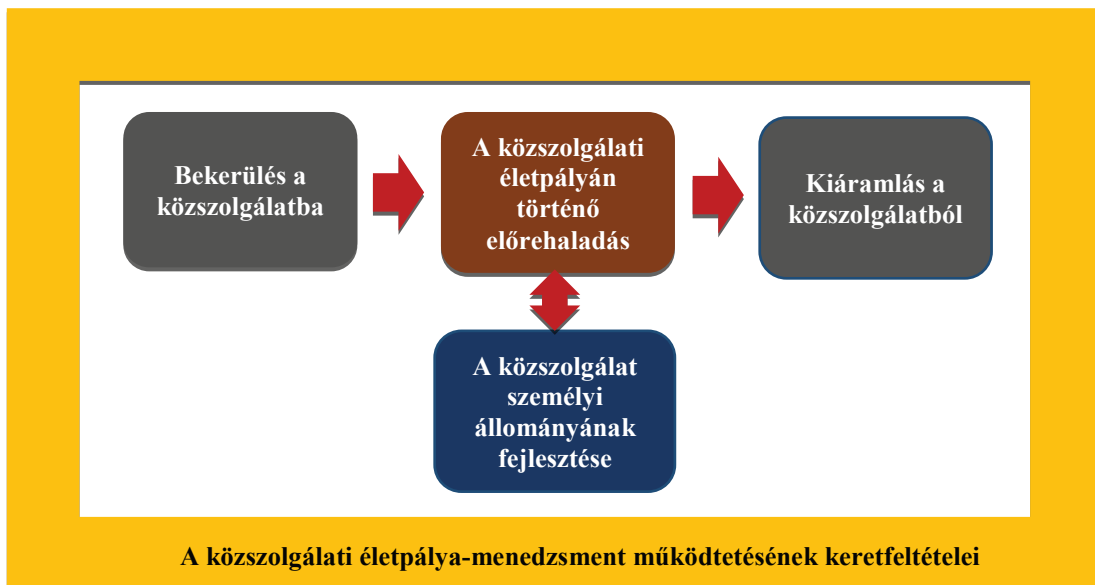 Bekerülés a
közszolgálatba
A közszolgálati
életpályán
történő
előrehaladás
Kiáramlás a
közszolgálatból
A közszolgálat
személyi
állományának
fejlesztése
A közszolgálati életpálya-menedzsment működtetésének keretfeltételei